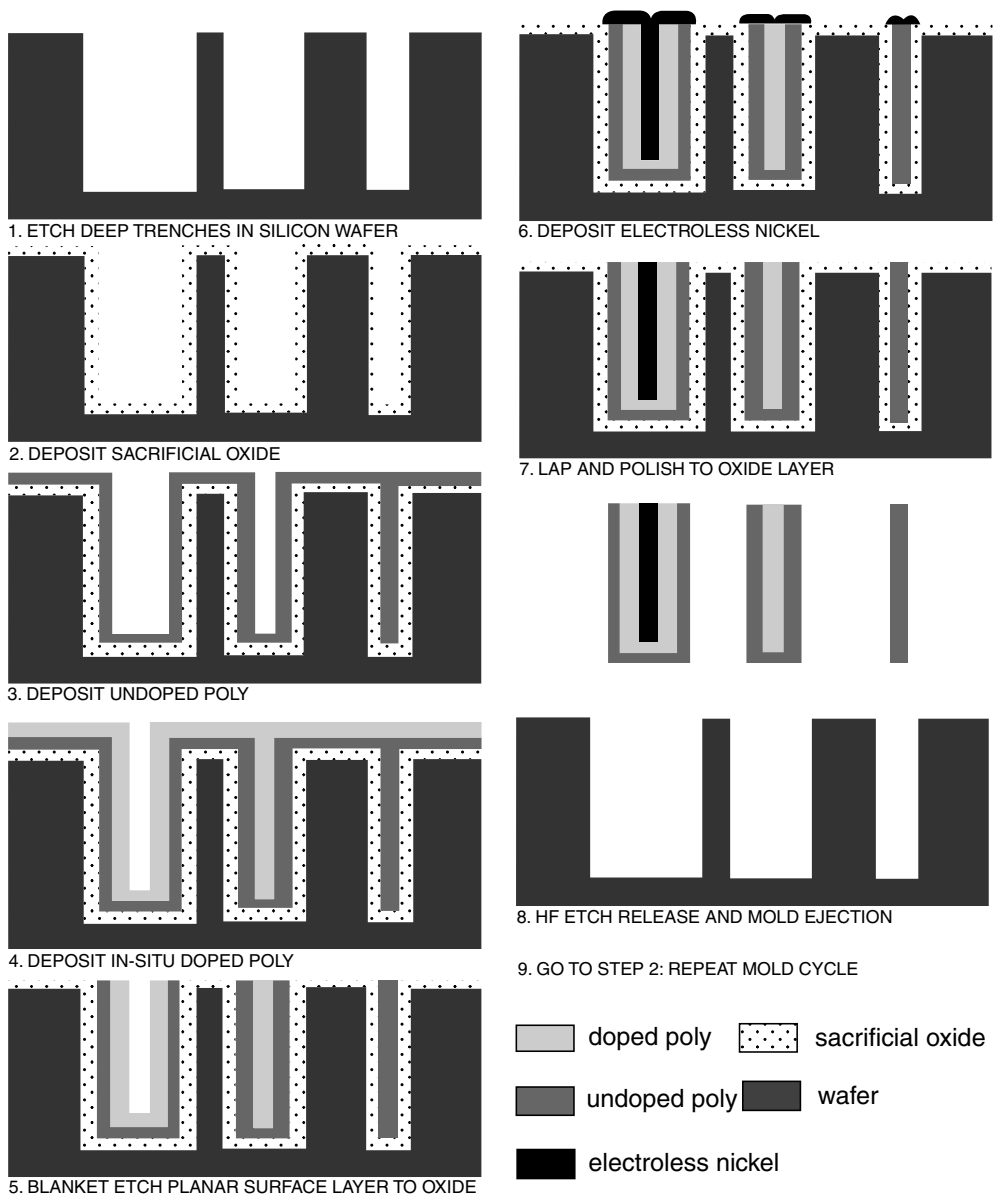 1. ETCH DEEP TRENCHES IN SILICON WAFER
2. DEPOSIT SACRIFICIAL OXIDE
3. DEPOSIT UNDOPED POLY
4. DEPOSIT IN-SITU DOPED POLY
5. BLANKET ETCH PLANAR SURFACE LAYER TO OXIDE
6. DEPOSIT ELECTROLESS NICKEL
7. LAP AND POLISH TO OXIDE LAYER
8. HF ETCH RELEASE AND MOLD EJECTION
9. GO TO STEP 2: REPEAT MOLD CYCLE
doped poly
sacrificial oxide
undoped poly
wafer
electroless nickel